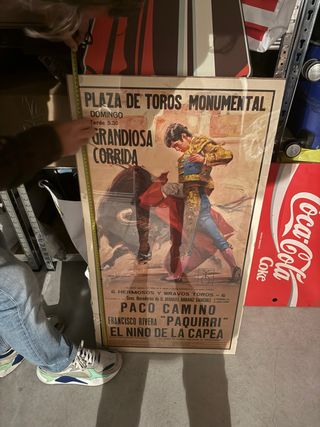 PLAZA DE TOROS MONUMENTAL
DOMINGO
Tarde 5.30
GRANDIOSA
CORRIDA
6 HERMOSOS Y BRAVOS TOROS - 6
PACO CAMINO
FRANCISCO RIVERA "PAQUIRRI"
EL NIÑO DE LA CAPEA
Coca-Cola
COKE